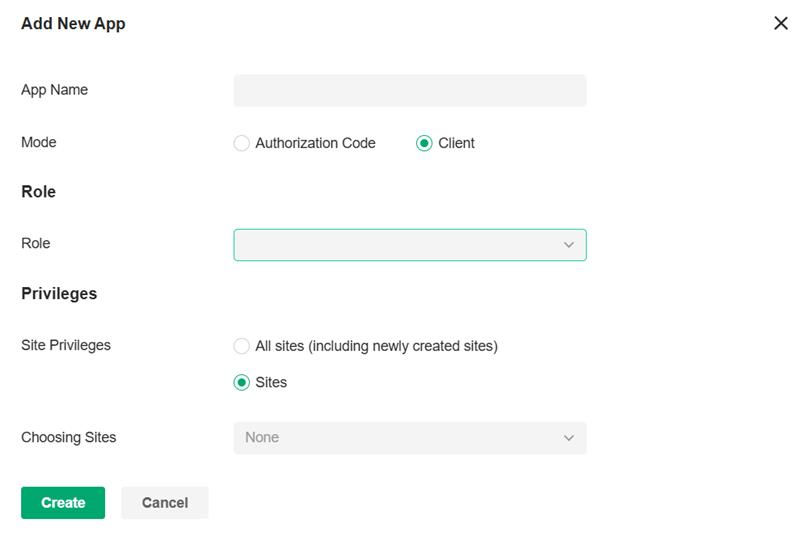 Add New App
App Name
Mode
Authorization Code
Client
Role
Role
Privileges
Site Privileges
All sites (including newly created sites)
Sites
Choosing Sites
None
Create
Cancel